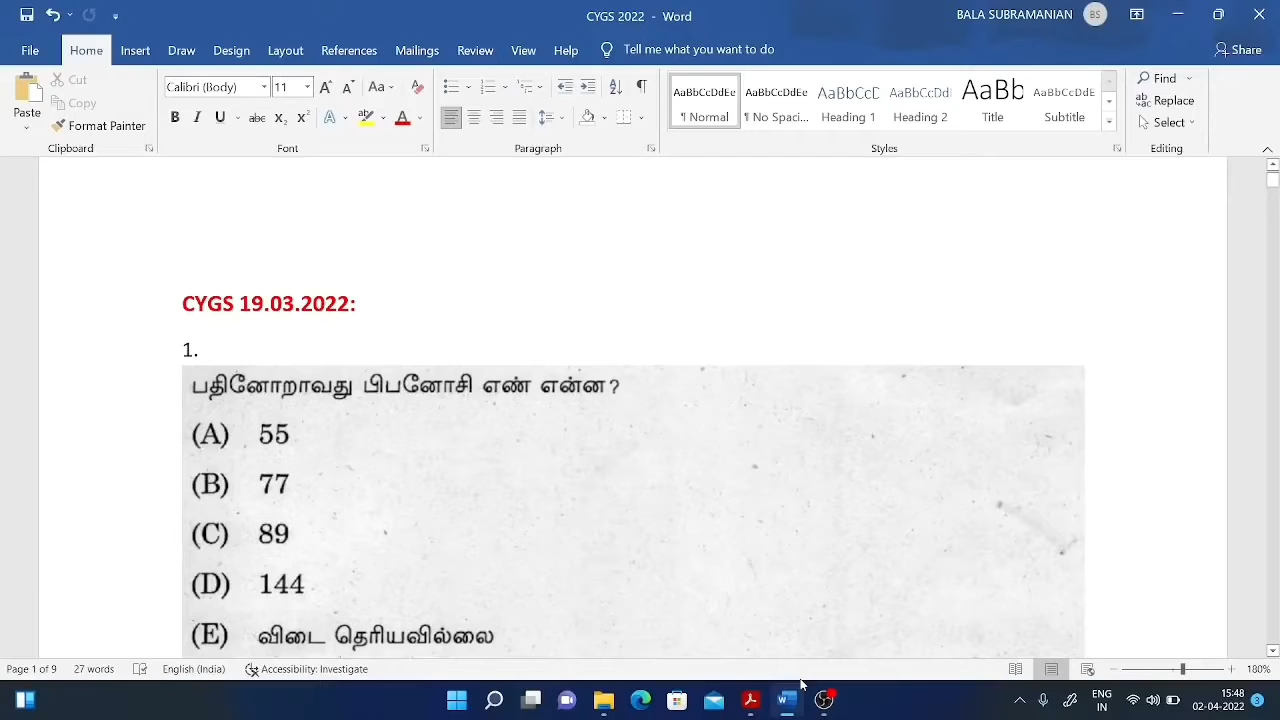 CYGS 2022 - Word
BALA SUBRAMANIAN BS
File Home Insert Draw Design Layout References Mailings Review View Help Tell me what you want to do Share
Paste
Cut
Copy
Format Painter
Clipboard
Calibri (Body) 11
Font
Paragraph
AaBbCcDdEe AaBbCcDdEe AaBbCcC AaBbCcDd AaBb AaBbCcDdE
¶ Normal ¶ No Spaci... Heading 1 Heading 2 Title Subtitle
Styles
Find
Replace
Select
Editing
CYGS 19.03.2022:
1.
பதினோறாவது பிபனோசி எண் என்ன?
(A) 55
(B) 77
(C) 89
(D) 144
(E) விடை தெரியவில்லை
Page 1 of 9 27 words English (India) Accessibility: Investigate 180%
ENG
IN
15:48
02-04-2022
3